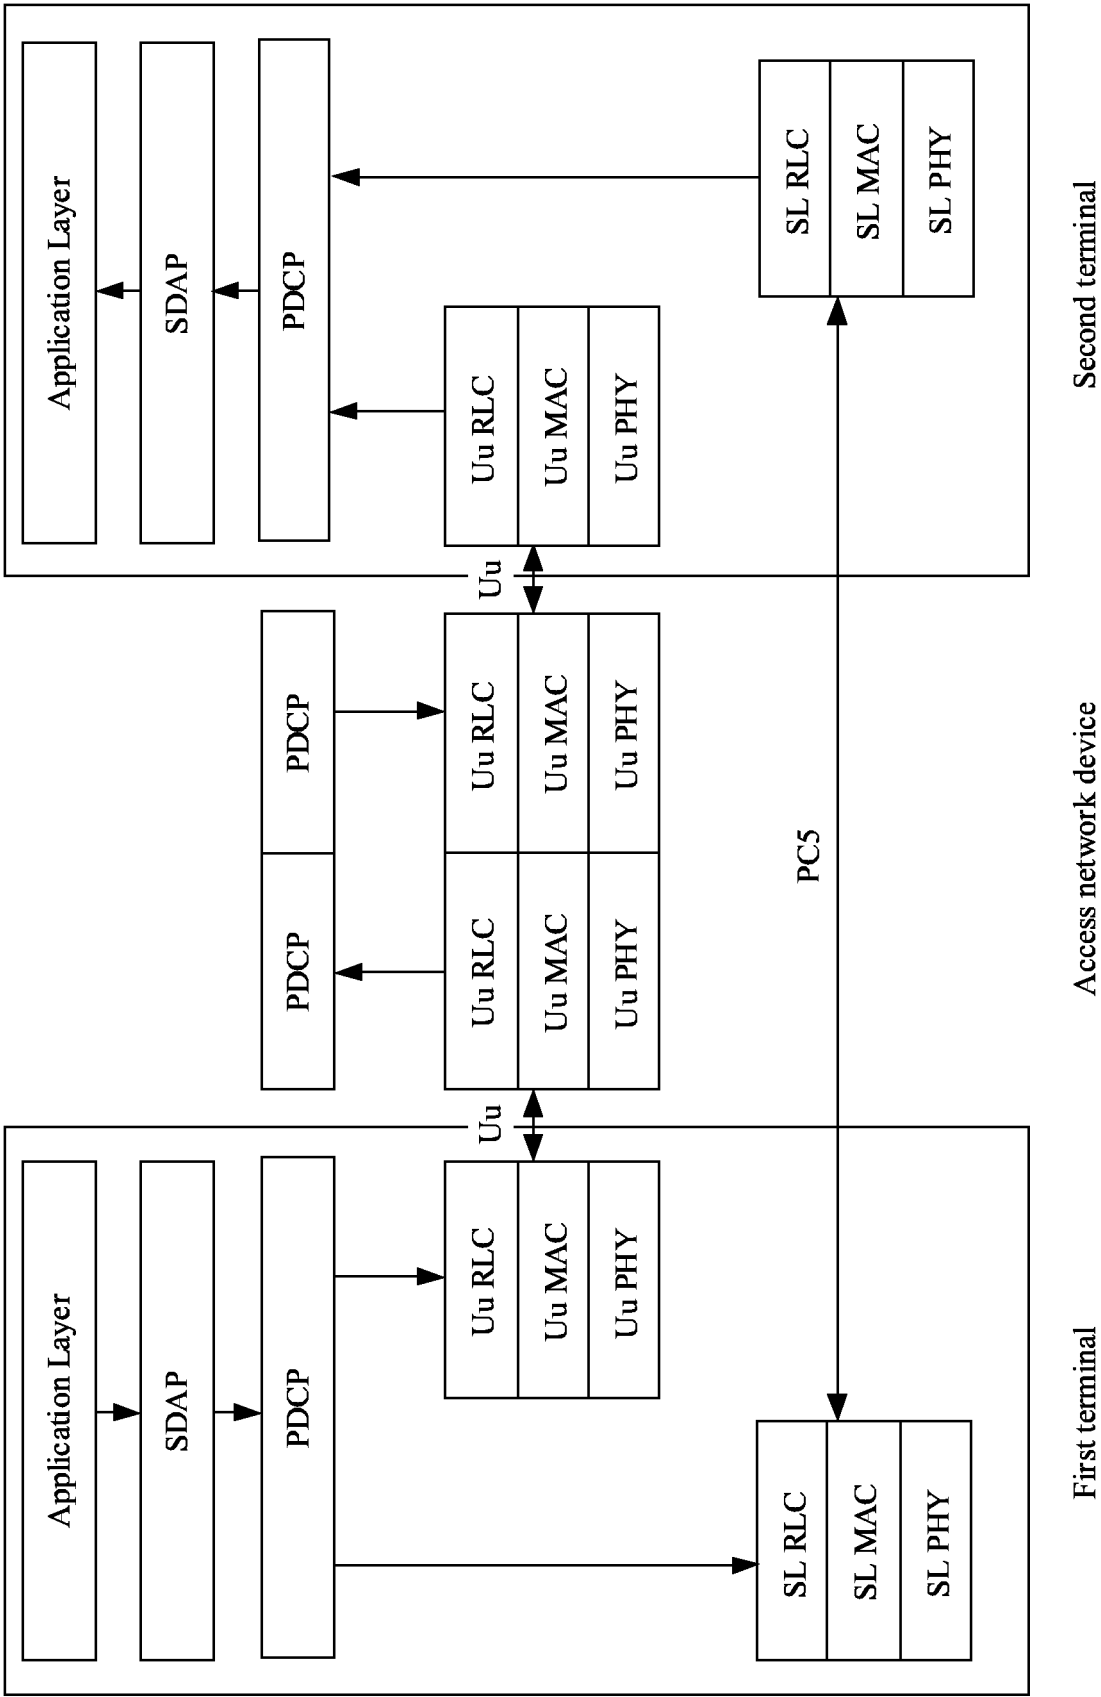 Application Layer
Application Layer
SDAP
SDAP
PDCP
PDCP
PDCP
PDCP
Uu
Uu
Uu RLC
Uu RLC
Uu RLC
Uu RLC
Uu MAC
Uu MAC
Uu MAC
Uu MAC
Uu PHY
Uu PHY
Uu PHY
Uu PHY
PC5
SL RLC
SL RLC
SL MAC
SL MAC
SL PHY
SL PHY
First terminal
Access network device
Second terminal